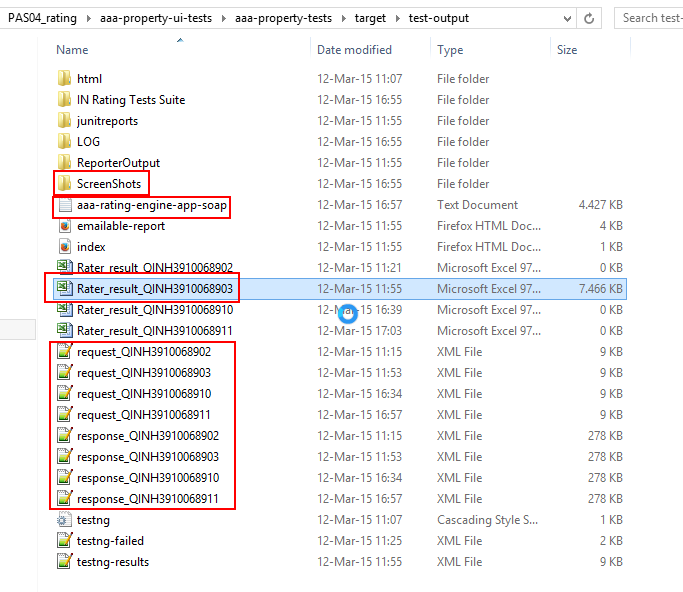 PAS04_rating aaa-property-ui-tests aaa-property-tests target test-output Search test-
Name Date modified Type Size
html 12-Mar-15 11:07 File folder
IN Rating Tests Suite 12-Mar-15 16:55 File folder
junitreports 12-Mar-15 11:55 File folder
LOG 12-Mar-15 16:55 File folder
ReporterOutput 12-Mar-15 11:55 File folder
ScreenShots 12-Mar-15 16:55 File folder
aaa-rating-engine-app-soap 12-Mar-15 16:57 Text Document 4.427 KB
emailable-report 12-Mar-15 11:55 Firefox HTML Doc... 4 KB
index 12-Mar-15 11:55 Firefox HTML Doc... 1 KB
Rater_result_QINH3910068902 12-Mar-15 11:21 Microsoft Excel 97... 0 KB
Rater_result_QINH3910068903 12-Mar-15 11:55 Microsoft Excel 97... 7.466 KB
Rater_result_QINH3910068910 12-Mar-15 16:39 Microsoft Excel 97... 0 KB
Rater_result_QINH3910068911 12-Mar-15 17:03 Microsoft Excel 97... 0 KB
request_QINH3910068902 12-Mar-15 11:15 XML File 9 KB
request_QINH3910068903 12-Mar-15 11:53 XML File 9 KB
request_QINH3910068910 12-Mar-15 16:34 XML File 9 KB
request_QINH3910068911 12-Mar-15 16:57 XML File 9 KB
response_QINH3910068902 12-Mar-15 11:15 XML File 278 KB
response_QINH3910068903 12-Mar-15 11:53 XML File 278 KB
response_QINH3910068910 12-Mar-15 16:34 XML File 278 KB
response_QINH3910068911 12-Mar-15 16:57 XML File 278 KB
testng 12-Mar-15 11:07 Cascading Style S... 1 KB
testng-failed 12-Mar-15 11:25 XML File 2 KB
testng-results 12-Mar-15 11:55 XML File 9 KB